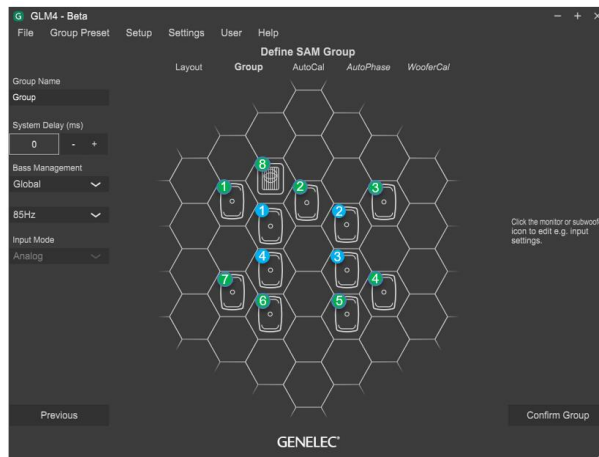 G GLM4 - Beta
File Group Preset Setup Settings User Help
Define SAM Group
Layout Group AutoCal AutoPhase WooferCal
Group Name
Group
System Delay (ms)
0 - +
Bass Management
Global
85Hz
Input Mode
Analog
8
1 2 3
1 2
4 3
7 4
6 5
Click the monitor or subwoofe
icon to edit e.g. input
settings.
Previous Confirm Group
GENELEC®